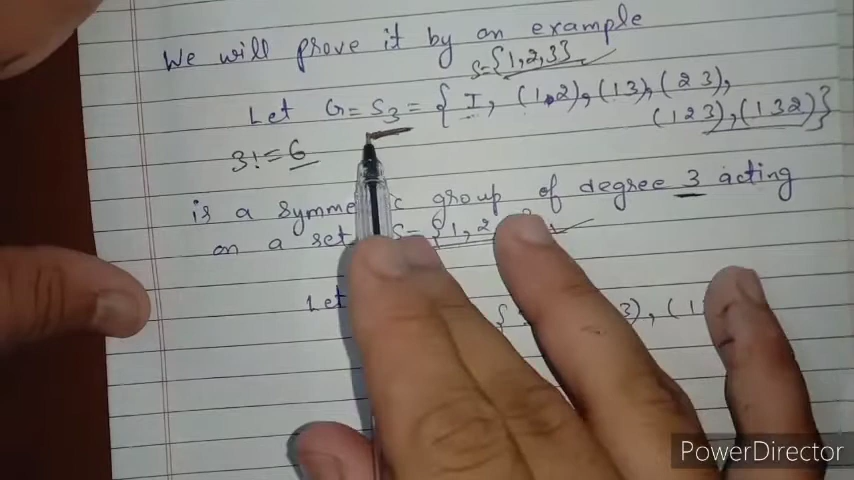 We will prove it by an example
S={1,2,3}
Let G=S3={ I, (1,2),(1 3),(2 3),
(1 2 3),(1 3 2)}
3!=6
is a symme c group of degree 3 acting
on a set S={1,2
Let { 3), (1
PowerDirector